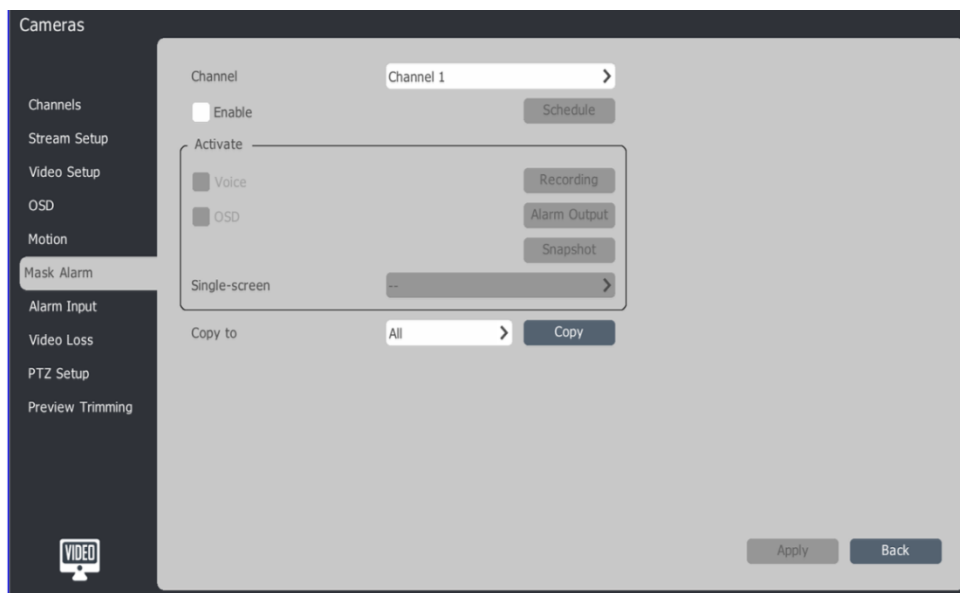 Cameras
Channels
Stream Setup
Video Setup
OSD
Motion
Mask Alarm
Alarm Input
Video Loss
PTZ Setup
Preview Trimming
VIDEO
Channel Channel 1
Enable Schedule
Activate
Voice Recording
OSD Alarm Output
Snapshot
Single-screen --
Copy to All Copy
Apply Back